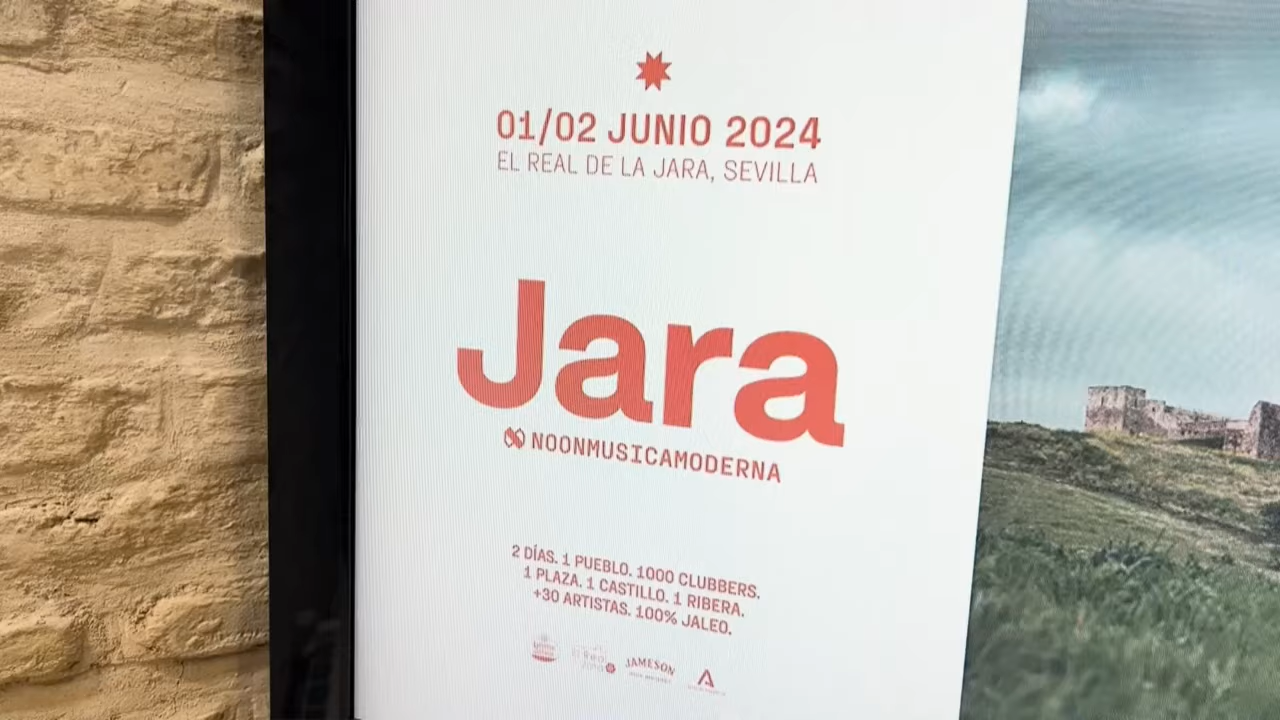 01/02 JUNIO 2024
EL REAL DE LA JARA, SEVILLA
Jara
NOONMUSICAMODERNA
2 DÍAS. 1 PUEBLO. 1000 CLUBBERS.
1 PLAZA. 1 CASTILLO. 1 RIBERA.
+30 ARTISTAS. 100% JALEO.
JAMESON